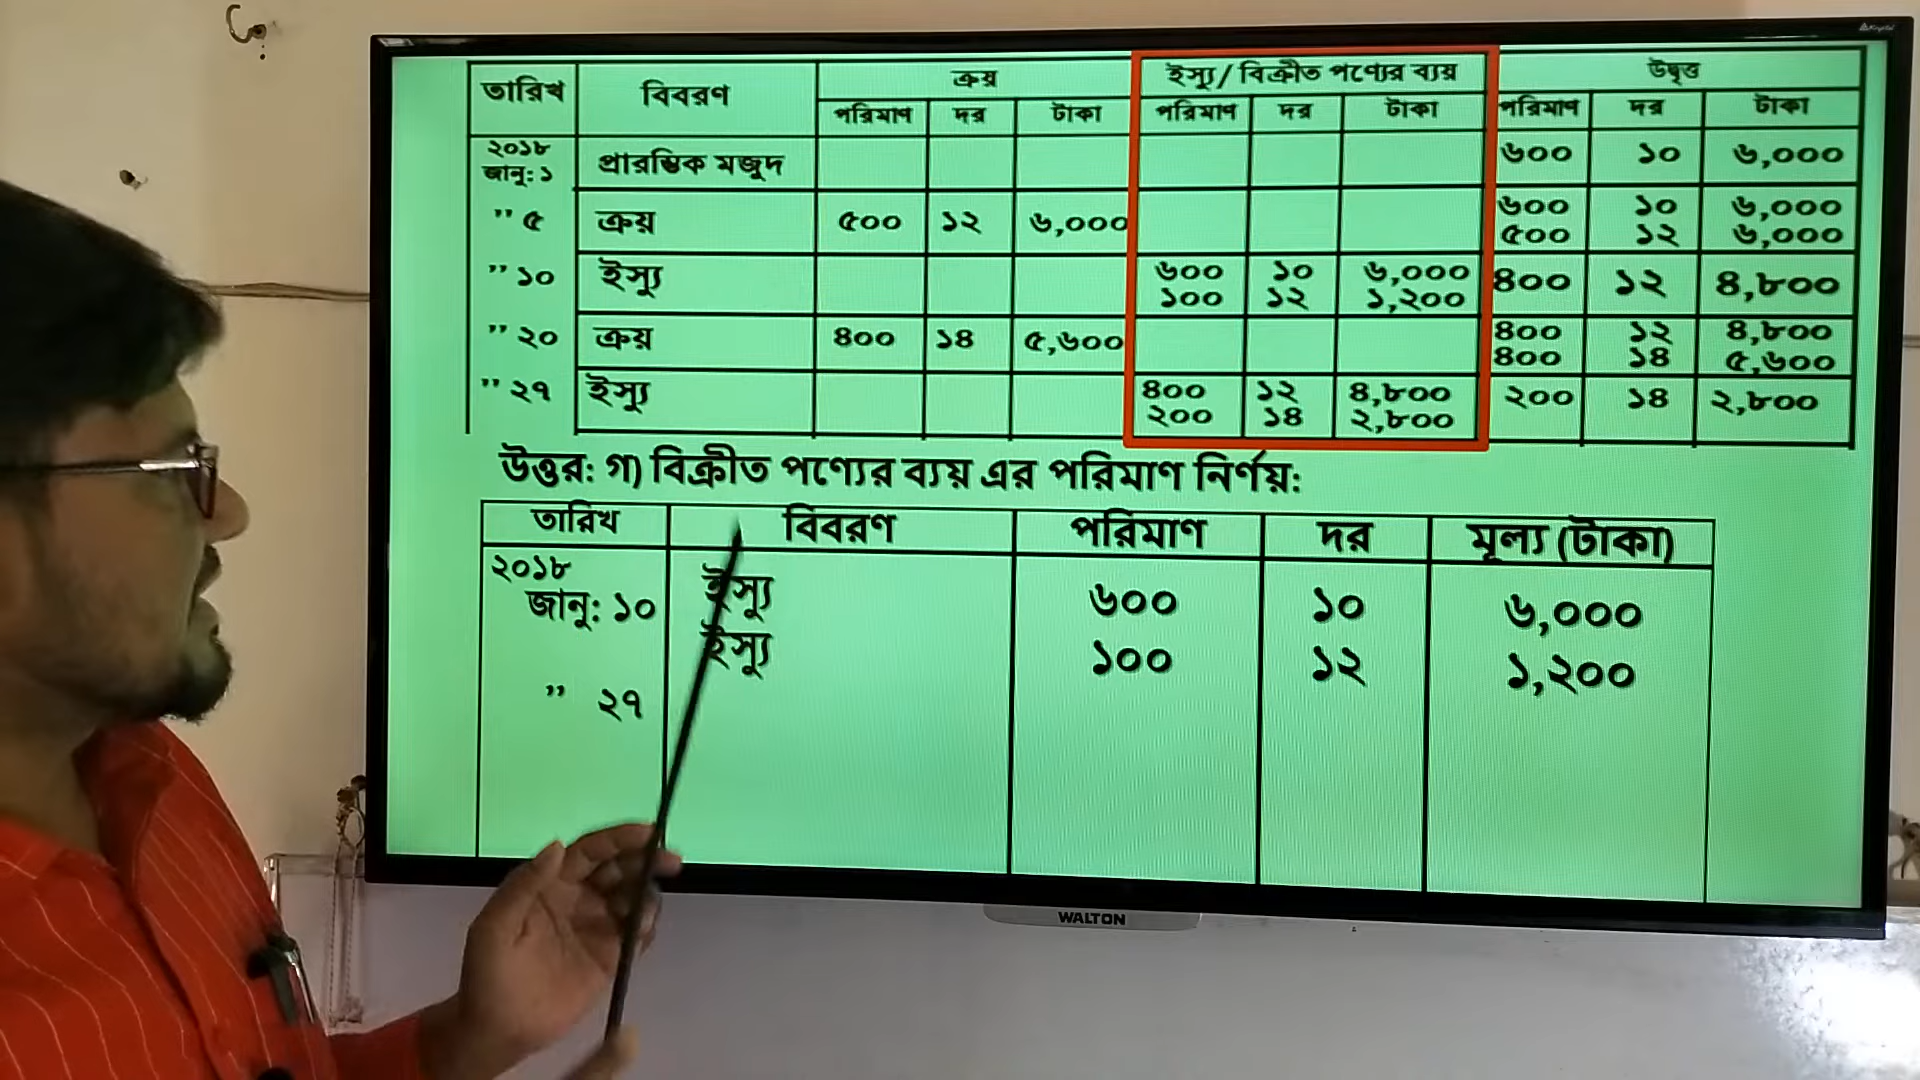 তারিখ বিবরণ ক্রয় ইস্যু/ বিক্রীত পণ্যের ব্যয় উদ্বৃত্ত
পরিমাণ দর টাকা পরিমাণ দর টাকা পরিমাণ দর টাকা
২০১৮
জানু: ১ প্রারম্ভিক মজুদ ৬০০ ১০ ৬,০০০
” ৫ ক্রয় ৫০০ ১২ ৬,০০০ ৬০০ ১০ ৬,০০০
৫০০ ১২ ৬,০০০
” ১০ ইস্যু ৬০০ ১০ ৬,০০০ ৪০০ ১২ ৪,৮০০
১০০ ১২ ১,২০০
” ২০ ক্রয় ৪০০ ১৪ ৫,৬০০ ৪০০ ১২ ৪,৮০০
৪০০ ১৪ ৫,৬০০
” ২৭ ইস্যু ৪০০ ১২ ৪,৮০০ ২০০ ১৪ ২,৮০০
২০০ ১৪ ২,৮০০
উত্তর: গ) বিক্রীত পণ্যের ব্যয় এর পরিমাণ নির্ণয়:
তারিখ বিবরণ পরিমাণ দর মূল্য (টাকা)
২০১৮
জানু: ১০ ইস্যু ৬০০ ১০ ৬,০০০
ইস্যু ১০০ ১২ ১,২০০
” ২৭
WALTON